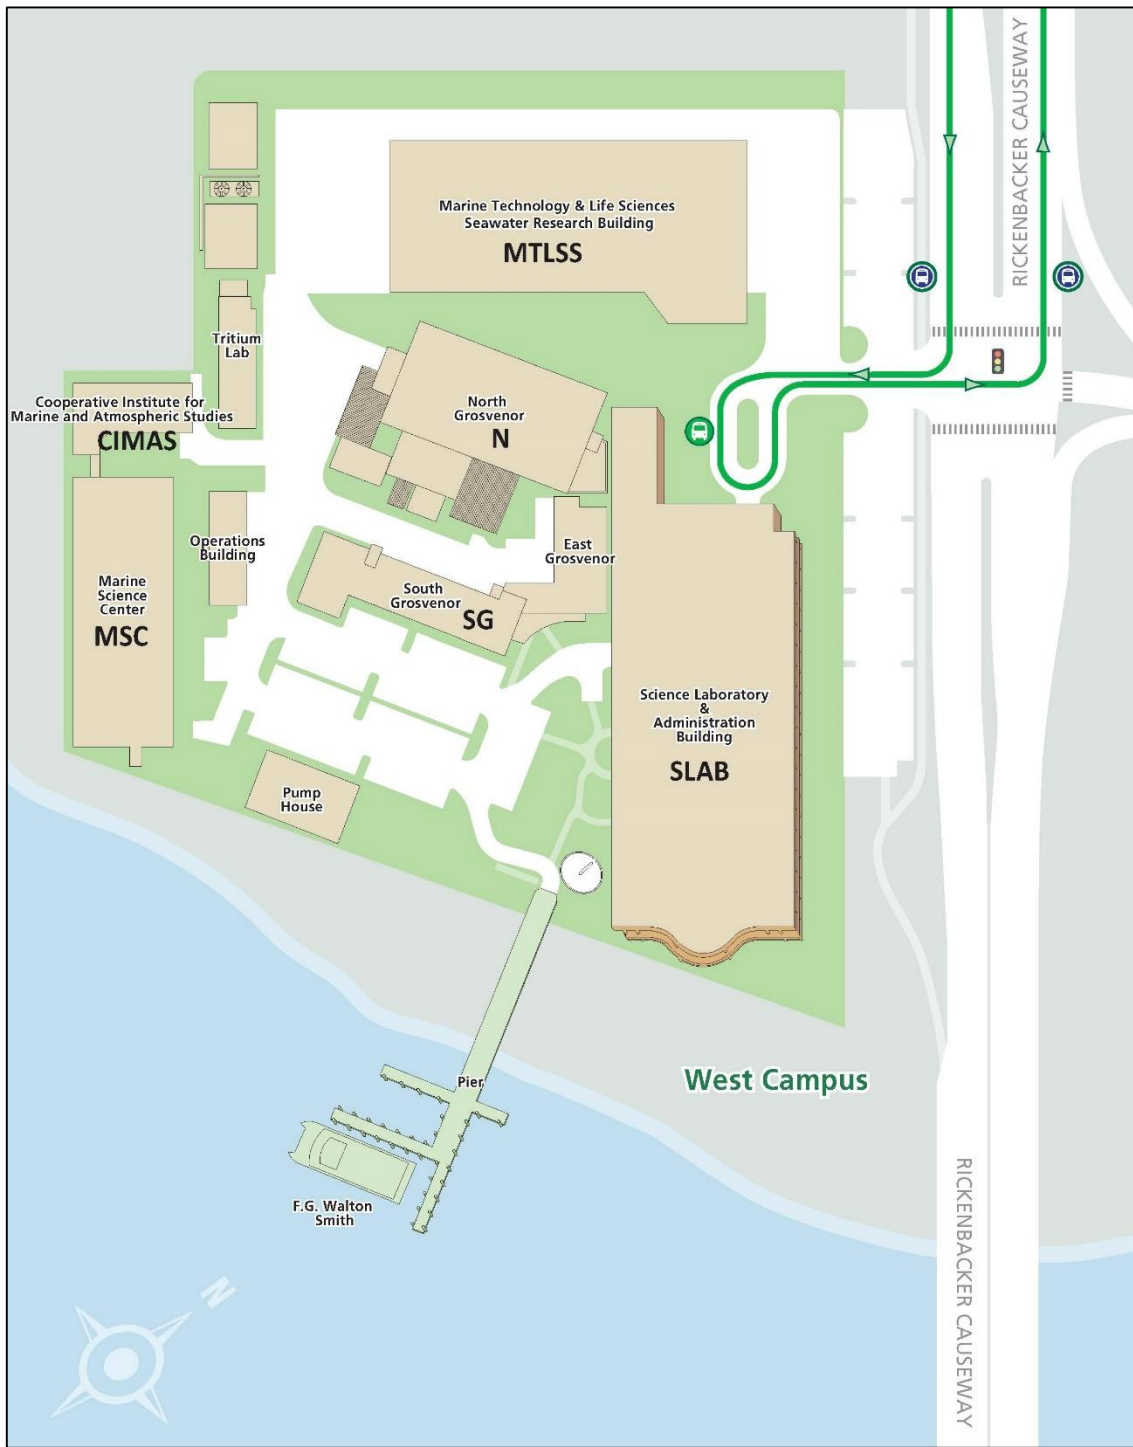 RICKENBACKER CAUSEWAY
Marine Technology & Life Sciences
Seawater Research Building
MTLSS
Tritium
Lab
Cooperative Institute for
Marine and Atmospheric Studies
CIMAS
North
Grosvenor
N
Operations
Building
East
Grosvenor
Marine
Science
Center
MSC
South
Grosvenor
SG
Science Laboratory
&
Administration
Building
SLAB
Pump
House
Pier
West Campus
F.G. Walton
Smith
RICKENBACKER CAUSEWAY
N